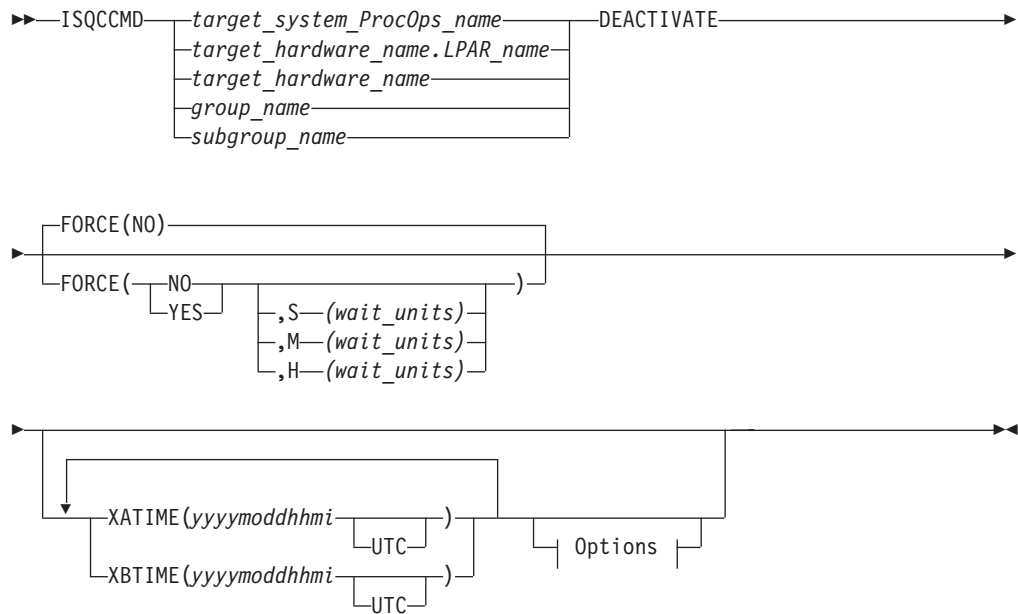 ISQCCMD target_system_ProcOps_name DEACTIVATE
target_hardware_name.LPAR_name
target_hardware_name
group_name
subgroup_name
FORCE(NO)
FORCE( NO )
YES ,S (wait_units)
,M (wait_units)
,H (wait_units)
XATIME(yyyymoddhhmi )
UTC Options
XBTIME(yyyymoddhhmi )
UTC